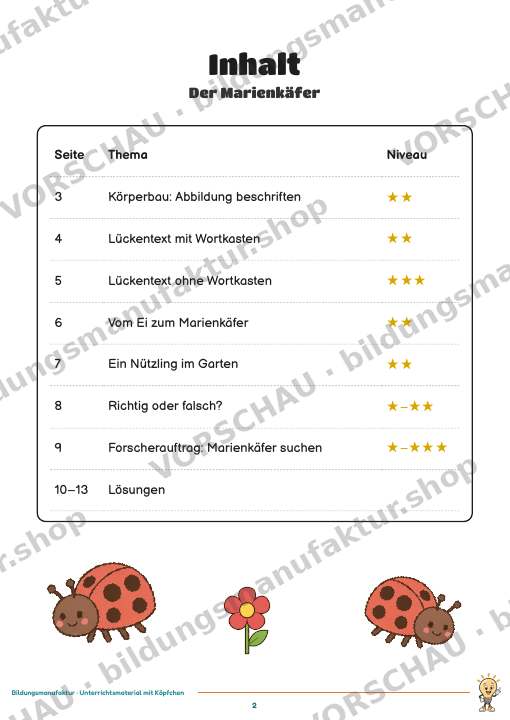 Inhalt
Der Marienkäfer
Seite Thema Niveau
3 Körperbau: Abbildung beschriften ★★
4 Lückentext mit Wortkasten ★★
5 Lückentext ohne Wortkasten ★★★
6 Vom Ei zum Marienkäfer ★★
7 Ein Nützling im Garten ★★
8 Richtig oder falsch? ★–★★
9 Forscherauftrag: Marienkäfer suchen ★–★★★
10–13 Lösungen
Bildungsmanufaktur · Unterrichtsmaterial mit Köpfchen
2
VORSCHAU · bildungsmanufaktur.shop